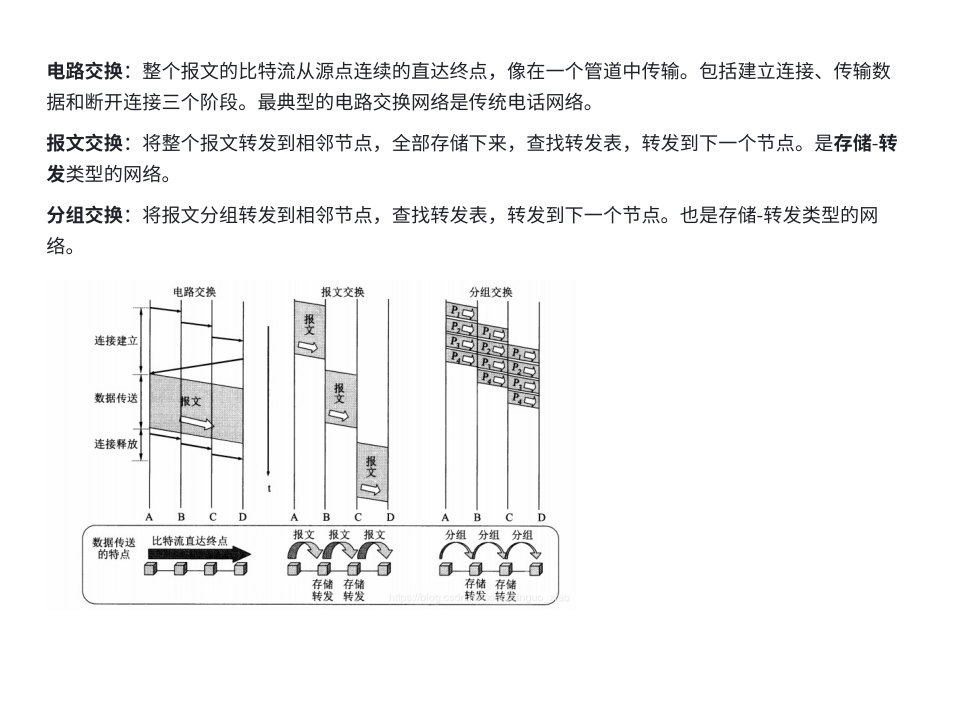 电路交换：整个报文的比特流从源点连续的直达终点，像在一个管道中传输。包括建立连接、传输数
据和断开连接三个阶段。最典型的电路交换网络是传统电话网络。
报文交换：将整个报文转发到相邻节点，全部存储下来，查找转发表，转发到下一个节点。是存储-转
发类型的网络。
分组交换：将报文分组转发到相邻节点，查找转发表，转发到下一个节点。也是存储-转发类型的网
络。
电路交换
连接建立
数据传送
报文
连接释放
A B C D
t
报文交换
报文
报文
报文
A B C D
分组交换
P1
P2 P1
P3 P2 P1
P4 P3 P2
P4 P3
P4
A B C D
数据传送
的特点
比特流直达终点
报文 报文 报文
存储 存储
转发 转发
分组 分组 分组
存储 存储
转发 转发